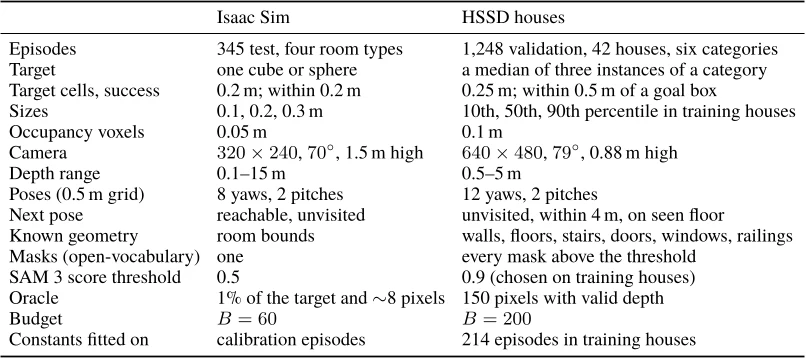 Isaac Sim HSSD houses
Episodes 345 test, four room types 1,248 validation, 42 houses, six categories
Target one cube or sphere a median of three instances of a category
Target cells, success 0.2 m; within 0.2 m 0.25 m; within 0.5 m of a goal box
Sizes 0.1, 0.2, 0.3 m 10th, 50th, 90th percentile in training houses
Occupancy voxels 0.05 m 0.1 m
Camera 320 × 240, 70°, 1.5 m high 640 × 480, 79°, 0.88 m high
Depth range 0.1–15 m 0.5–5 m
Poses (0.5 m grid) 8 yaws, 2 pitches 12 yaws, 2 pitches
Next pose reachable, unvisited unvisited, within 4 m, on seen floor
Known geometry room bounds walls, floors, stairs, doors, windows, railings
Masks (open-vocabulary) one every mask above the threshold
SAM 3 score threshold 0.5 0.9 (chosen on training houses)
Oracle 1% of the target and ∼8 pixels 150 pixels with valid depth
Budget B = 60 B = 200
Constants fitted on calibration episodes 214 episodes in training houses